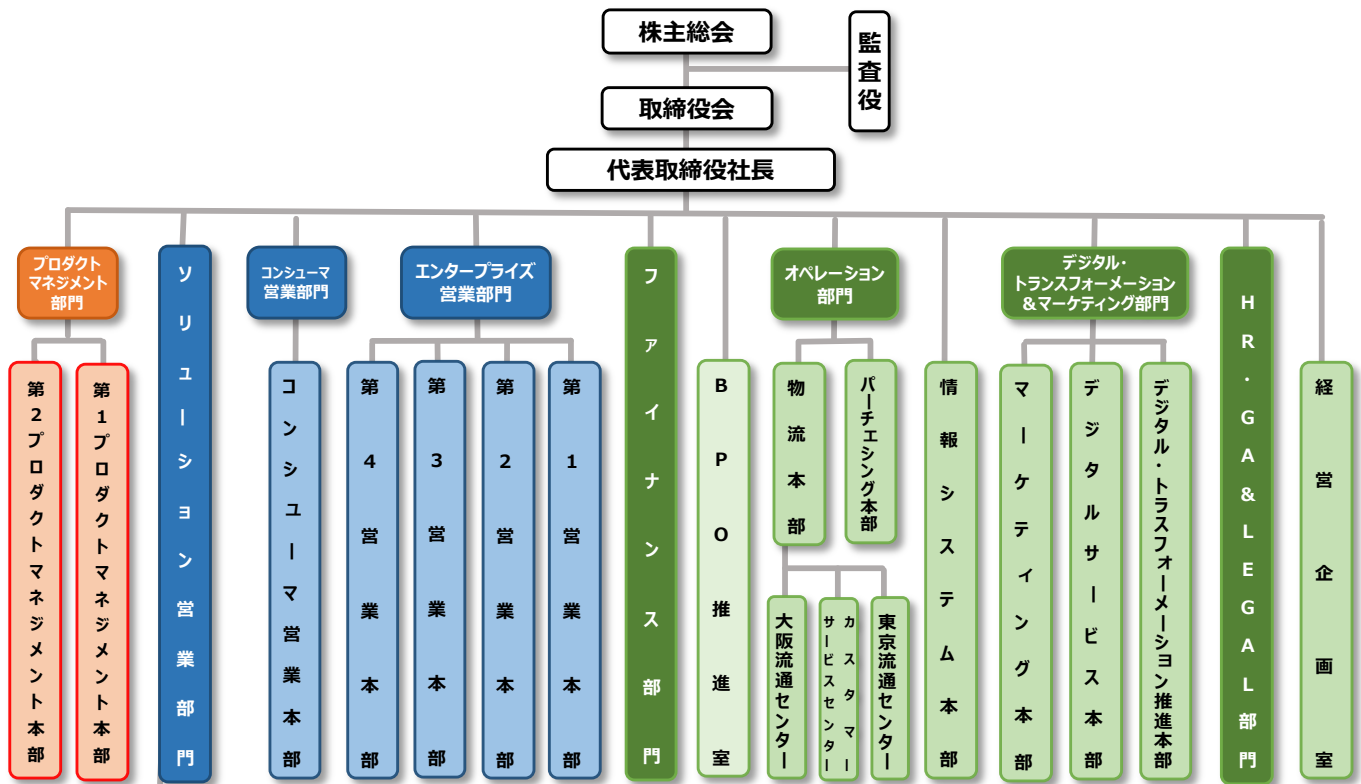 株主総会
監査役
取締役会
代表取締役社長
プロダクト
マネジメント
部門
ソリューション営業部門
コンシューマ
営業部門
エンタープライズ
営業部門
ファイナンス部門
オペレーション
部門
デジタル・
トランスフォーメーション
&マーケティング部門
HR・GA&LEGAL部門
第2プロダクトマネジメント本部
第1プロダクトマネジメント本部
コンシューマ営業本部
第4営業本部
第3営業本部
第2営業本部
第1営業本部
BPO推進室
物流本部
パーチェシング本部
情報システム本部
マーケティング本部
デジタルサービス本部
デジタル・トラスフォーメーション推進本部
経営企画室
大阪流通センター
カスタマー
サービスセンター
東京流通センター